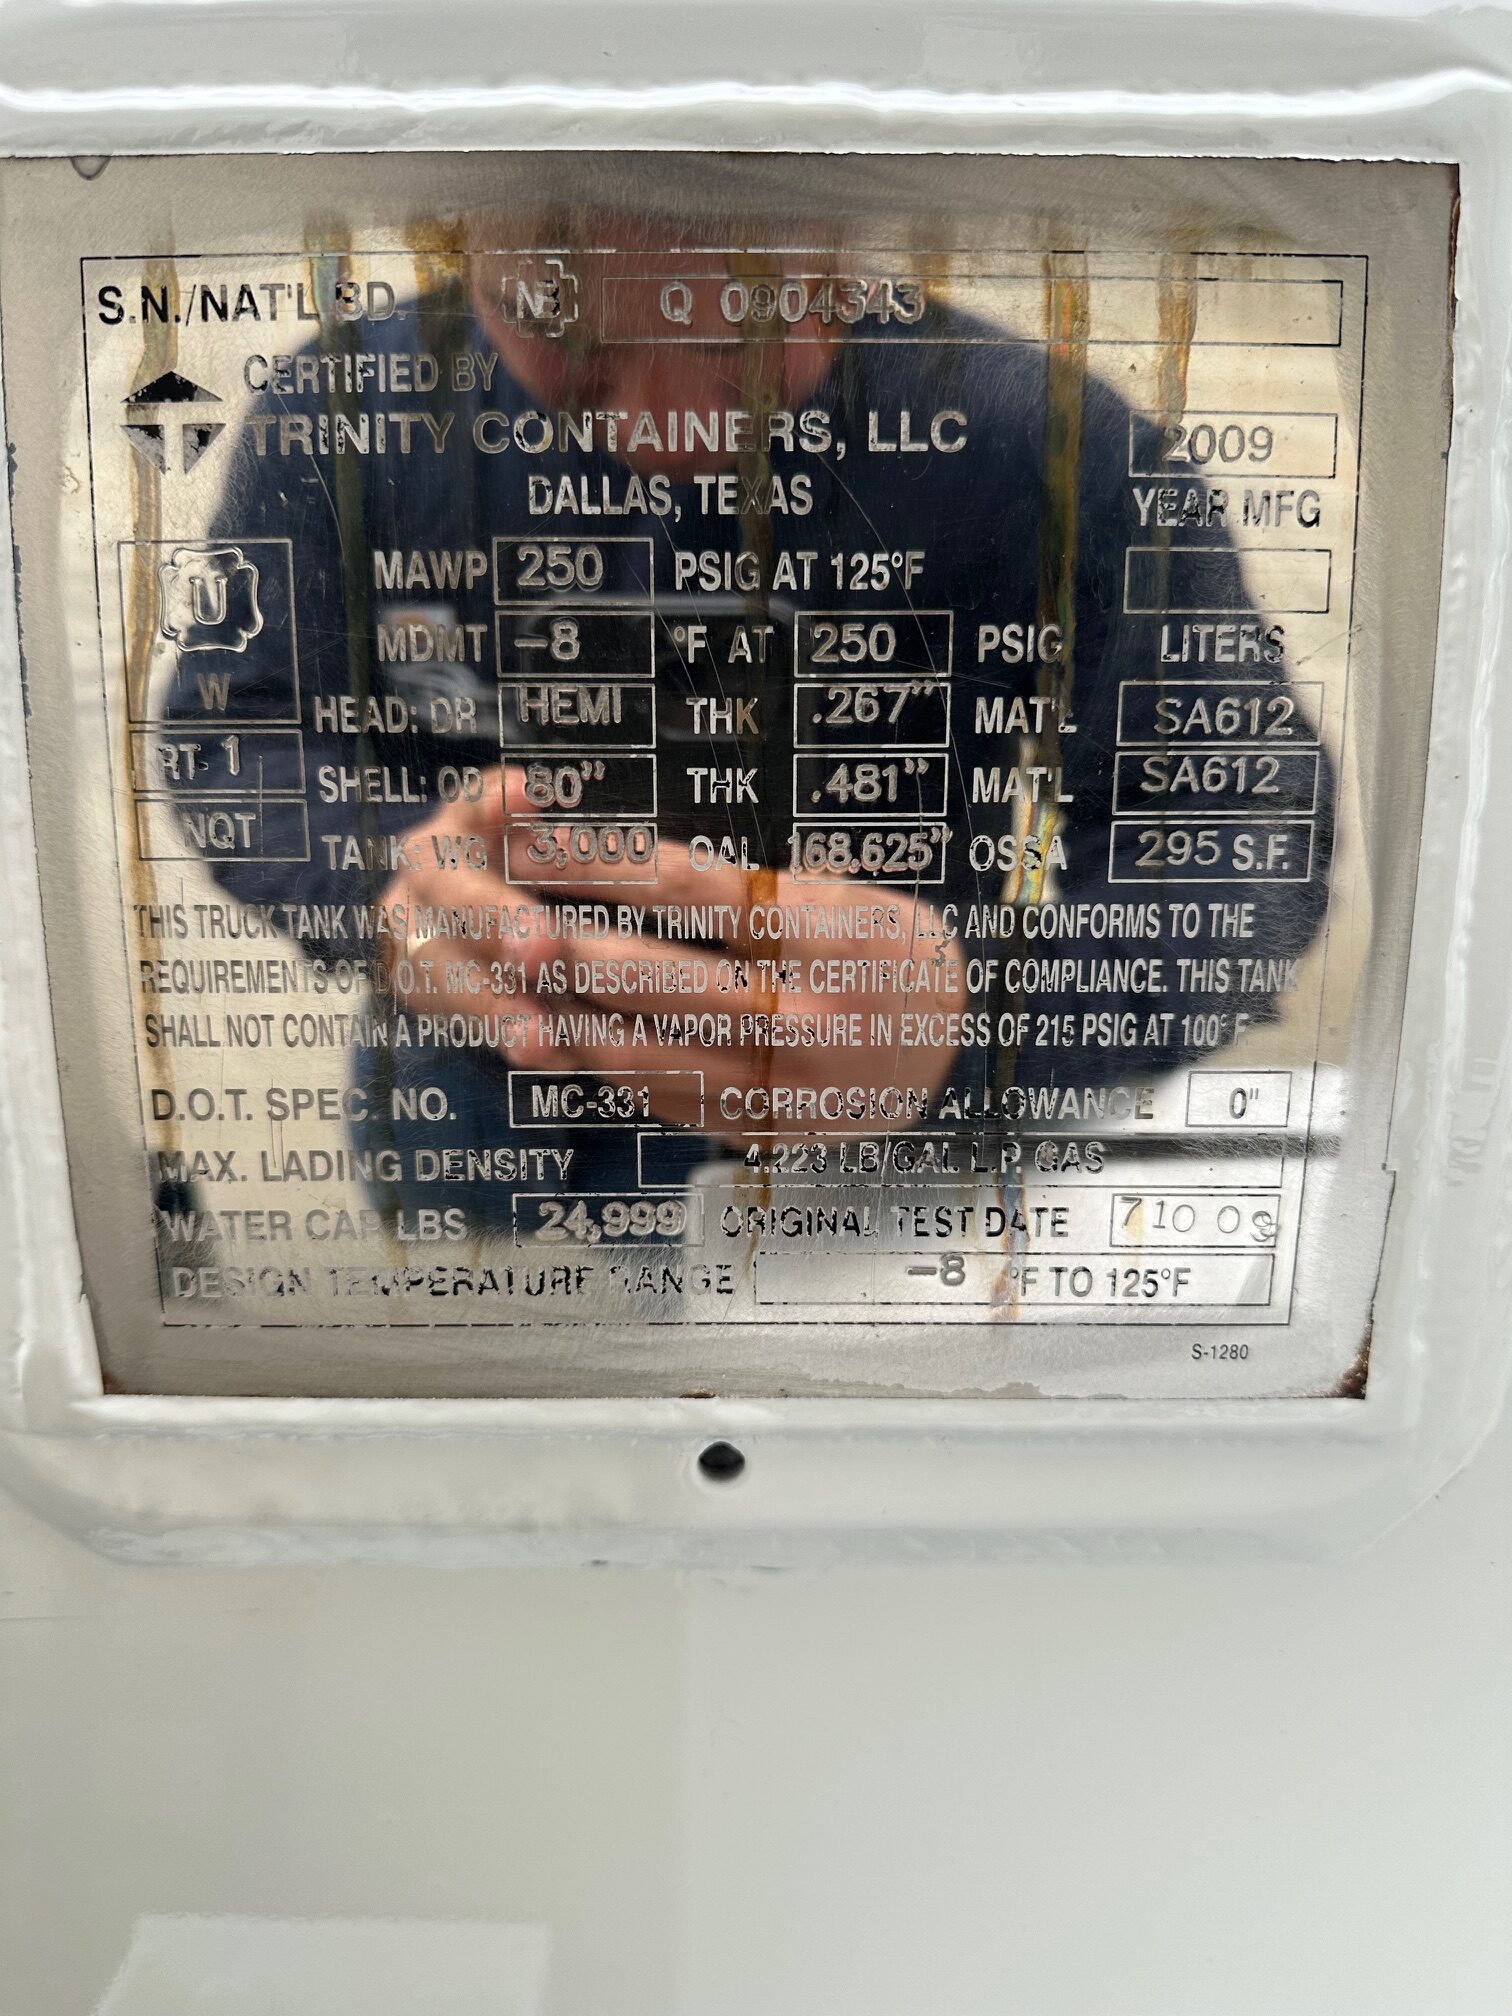 S.N./NAT'L BD. NB Q 0904343
CERTIFIED BY
T TRINITY CONTAINERS, LLC 2009
DALLAS, TEXAS YEAR MFG
U MAWP 250 PSIG AT 125°F
MDMT -8 °F AT 250 PSIG LITERS
W HEAD: DR HEMI THK .267" MAT'L SA612
RT- 1 SHELL: OD 80" THK .481" MAT'L SA612
NQT TANK: WG 3,000 OAL 168.625" OSSA 295 S.F.
THIS TRUCK TANK WAS MANUFACTURED BY TRINITY CONTAINERS, LLC AND CONFORMS TO THE
REQUIREMENTS OF D.O.T. MC-331 AS DESCRIBED ON THE CERTIFICATE OF COMPLIANCE. THIS TANK
SHALL NOT CONTAIN A PRODUCT HAVING A VAPOR PRESSURE IN EXCESS OF 215 PSIG AT 100° F.
D.O.T. SPEC. NO. MC-331 CORROSION ALLOWANCE 0"
MAX. LADING DENSITY 4.223 LB/GAL L.P. GAS
WATER CAP. LBS 24,999 ORIGINAL TEST DATE 7 10 09
DESIGN TEMPERATURE RANGE -8 °F TO 125°F
S-1280